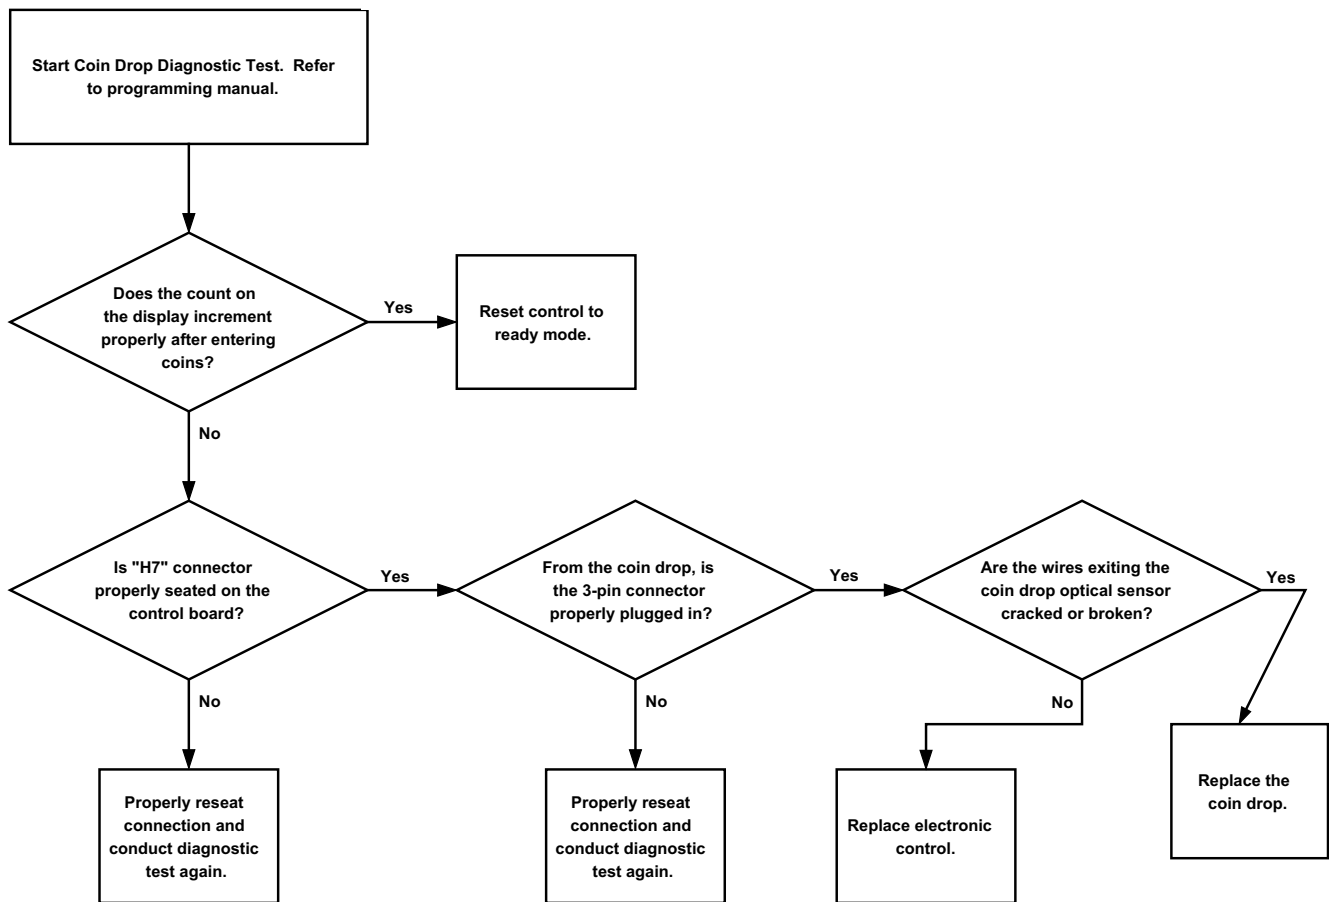 Start Coin Drop Diagnostic Test.  Refer
to programming manual.
Does the count on
the display increment
properly after entering
coins?
Yes
Reset control to
ready mode.
No
Is "H7" connector
properly seated on the
control board?
Yes
From the coin drop, is
the 3-pin connector
properly plugged in?
Yes
Are the wires exiting the
coin drop optical sensor
cracked or broken?
Yes
No
No
No
Properly reseat
connection and
conduct diagnostic
test again.
Properly reseat
connection and
conduct diagnostic
test again.
Replace electronic
control.
Replace the
coin drop.